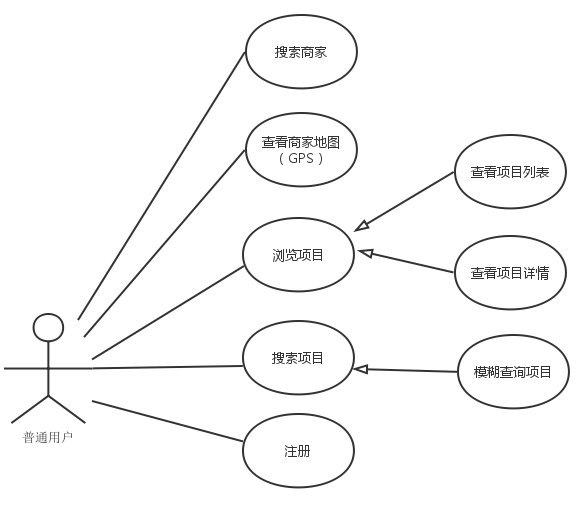 搜索商家
查看商家地图
（GPS）
查看项目列表
浏览项目
查看项目详情
搜索项目
模糊查询项目
普通用户
注册